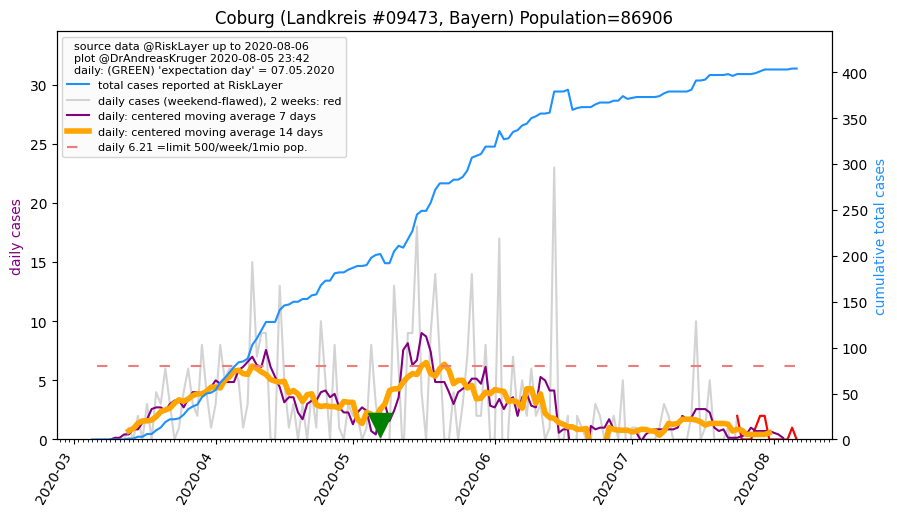 Coburg (Landkreis #09473, Bayern) Population=86906
source data @RiskLayer up to 2020-08-06
plot @DrAndreasKruger 2020-08-05 23:42
daily: (GREEN) 'expectation day' = 07.05.2020
total cases reported at RiskLayer
daily cases (weekend-flawed), 2 weeks: red
daily: centered moving average 7 days
daily: centered moving average 14 days
daily 6.21 =limit 500/week/1mio pop.
daily cases
30
25
20
15
10
5
0
cumulative total cases
400
350
300
250
200
150
100
50
0
2020-03
2020-04
2020-05
2020-06
2020-07
2020-08